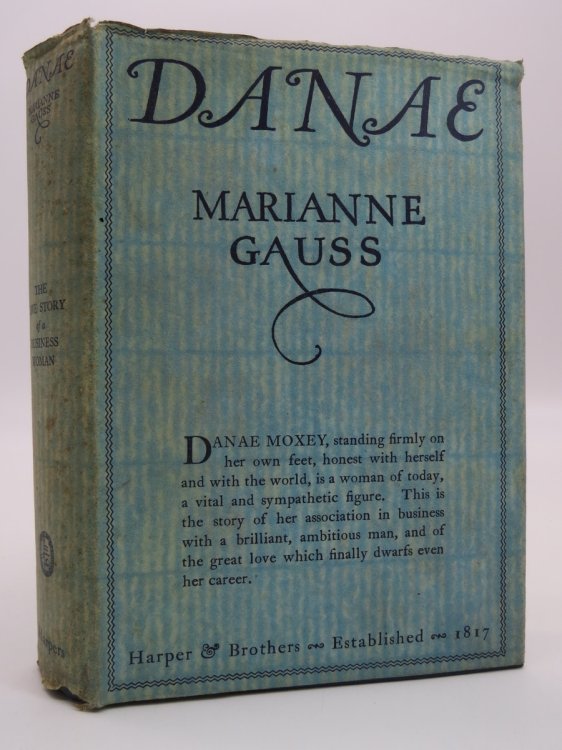 DANAE
MARIANNE
GAUSS
THE
STORY
of a
WOMAN
DANAE
MARIANNE
GAUSS
DANAE MOXEY, standing firmly on
her own feet, honest with herself
and with the world, is a woman of today,
a vital and sympathetic figure. This is
the story of her association in business
with a brilliant, ambitious man, and of
the great love which finally dwarfs even
her career.
Harper & Brothers Established 1817